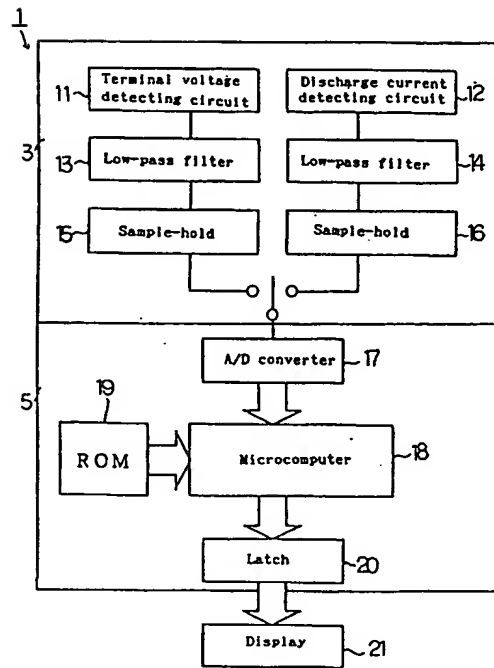 1
Terminal voltage
detecting circuit
11
Discharge current
detecting circuit
12
3
Low-pass filter
13
Low-pass filter
14
Sample-hold
15
Sample-hold
16
A/D converter
17
5
19
ROM
Microcomputer
18
Latch
20
Display
21